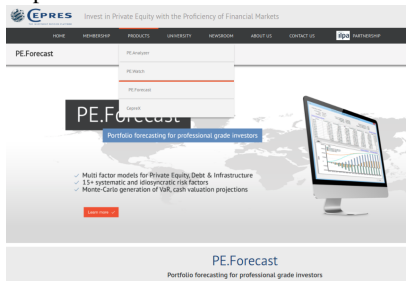 CEPRES Invest in Private Equity with the Proficiency of Financial Markets
HOME MEMBERSHIP PRODUCTS UNIVERSITY NEWSROOM ABOUT US CONTACT US ilpa PARTNERSHIP
PE.Forecast
PE.Analyzer
PE.Watch
PE.Forecast
PE.Forecast
Portfolio forecasting for professional grade investors
Multi factor models for Private Equity, Debt & Infrastructure
15+ systematic and idiosyncratic risk factors
Monte-Carlo generation of VaR, cash valuation projections
Learn more
PE.Forecast
Portfolio forecasting for professional grade investors